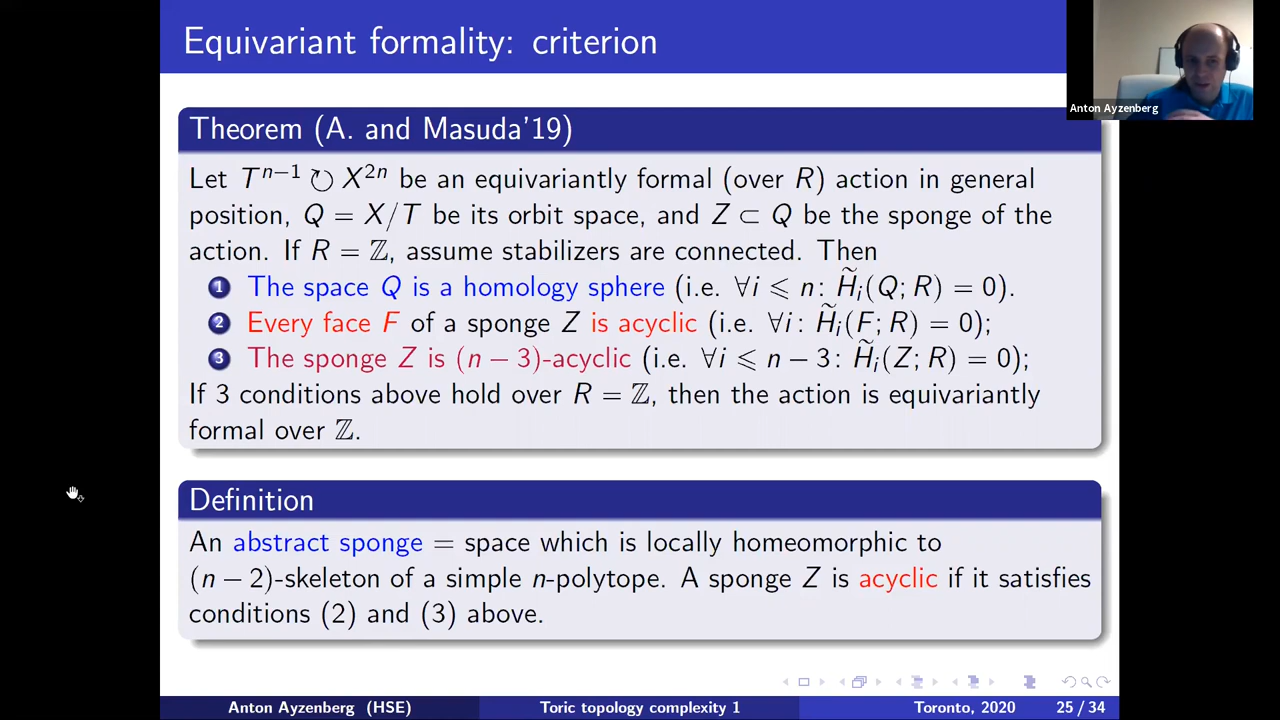 Equivariant formality: criterion
Anton Ayzenberg
Theorem (A. and Masuda'19)
Let Tⁿ⁻¹ ↻ X²ⁿ be an equivariantly formal (over R) action in general
position, Q = X/T be its orbit space, and Z ⊂ Q be the sponge of the
action. If R = ℤ, assume stabilizers are connected. Then
1 The space Q is a homology sphere (i.e. ∀i ⩽ n: H̃ᵢ(Q; R) = 0).
2 Every face F of a sponge Z is acyclic (i.e. ∀i: H̃ᵢ(F; R) = 0);
3 The sponge Z is (n − 3)-acyclic (i.e. ∀i ⩽ n − 3: H̃ᵢ(Z; R) = 0);
If 3 conditions above hold over R = ℤ, then the action is equivariantly
formal over ℤ.
Definition
An abstract sponge = space which is locally homeomorphic to
(n − 2)-skeleton of a simple n-polytope. A sponge Z is acyclic if it satisfies
conditions (2) and (3) above.
Anton Ayzenberg (HSE) Toric topology complexity 1 Toronto, 2020 25 / 34